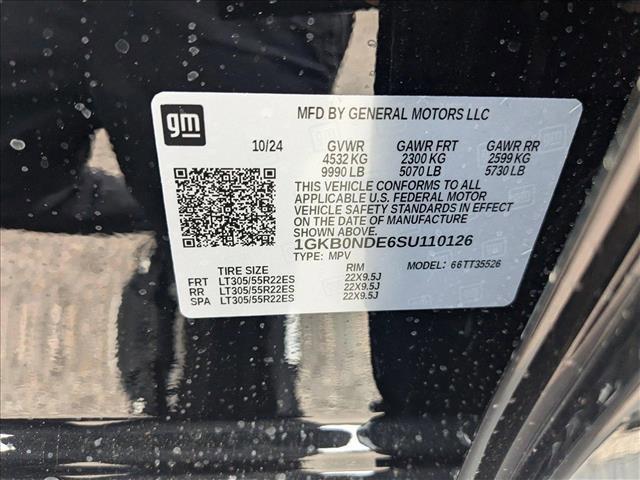 gm
MFD BY GENERAL MOTORS LLC
10/24 GVWR GAWR FRT GAWR RR
4532 KG 2300 KG 2599 KG
9990 LB 5070 LB 5730 LB
THIS VEHICLE CONFORMS TO ALL
APPLICABLE U.S. FEDERAL MOTOR
VEHICLE SAFETY STANDARDS IN EFFECT
ON THE DATE OF MANUFACTURE
SHOWN ABOVE.
1GKB0NDE6SU110126
TYPE: MPV MODEL: 66TT35526
TIRE SIZE RIM
FRT LT305/55R22ES 22X9.5J
RR LT305/55R22ES 22X9.5J
SPA LT305/55R22ES 22X9.5J